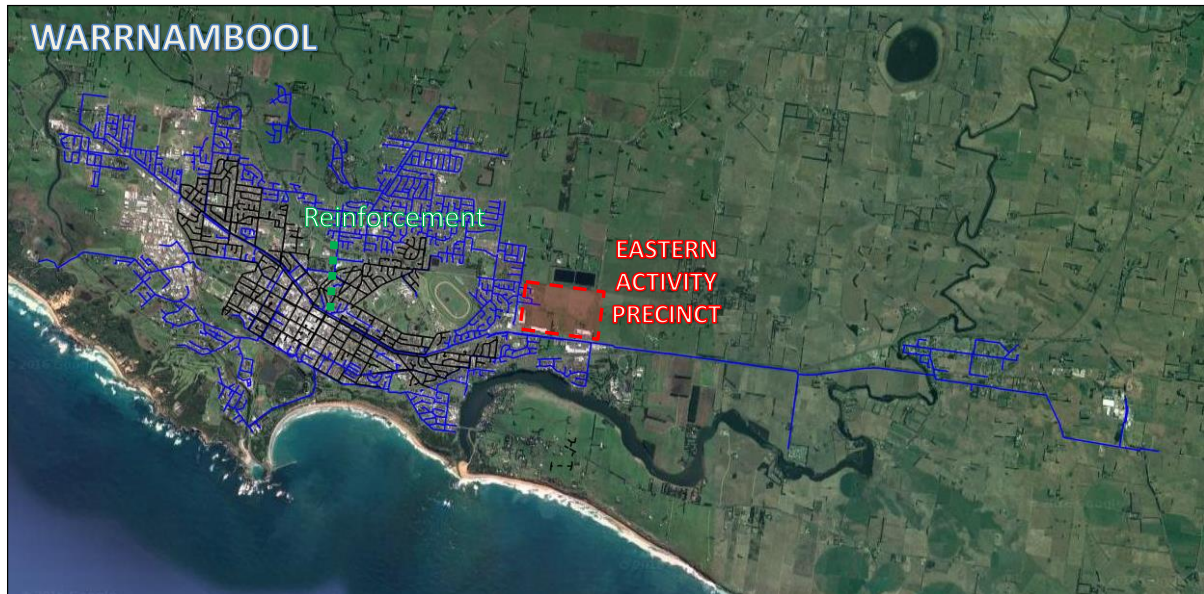 WARRNAMBOOL
Reinforcement
EASTERN
ACTIVITY
PRECINCT